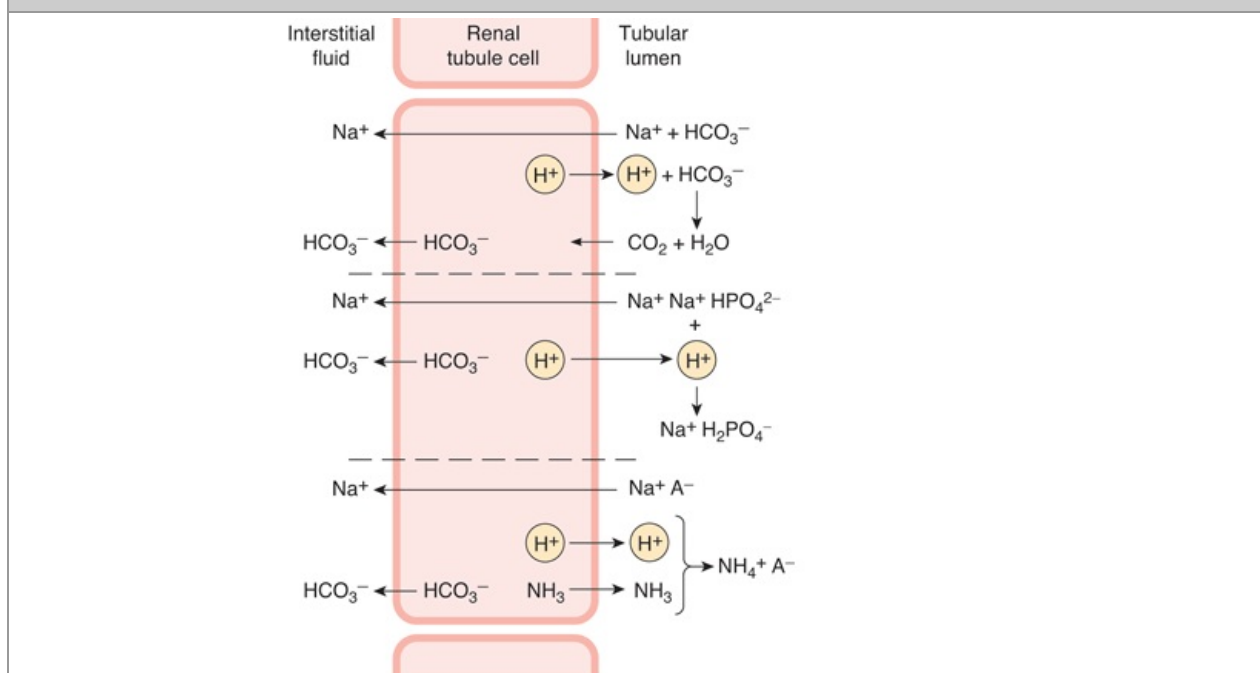 Interstitial fluid
Renal tubule cell
Tubular lumen
Na⁺ Na⁺ + HCO₃⁻
H⁺ H⁺ + HCO₃⁻
HCO₃⁻ HCO₃⁻ CO₂ + H₂O
Na⁺ Na⁺ Na⁺ HPO₄²⁻
+
HCO₃⁻ HCO₃⁻ H⁺ H⁺
Na⁺ H₂PO₄⁻
Na⁺ Na⁺ A⁻
H⁺ H⁺
NH₄⁺ A⁻
HCO₃⁻ HCO₃⁻ NH₃ NH₃